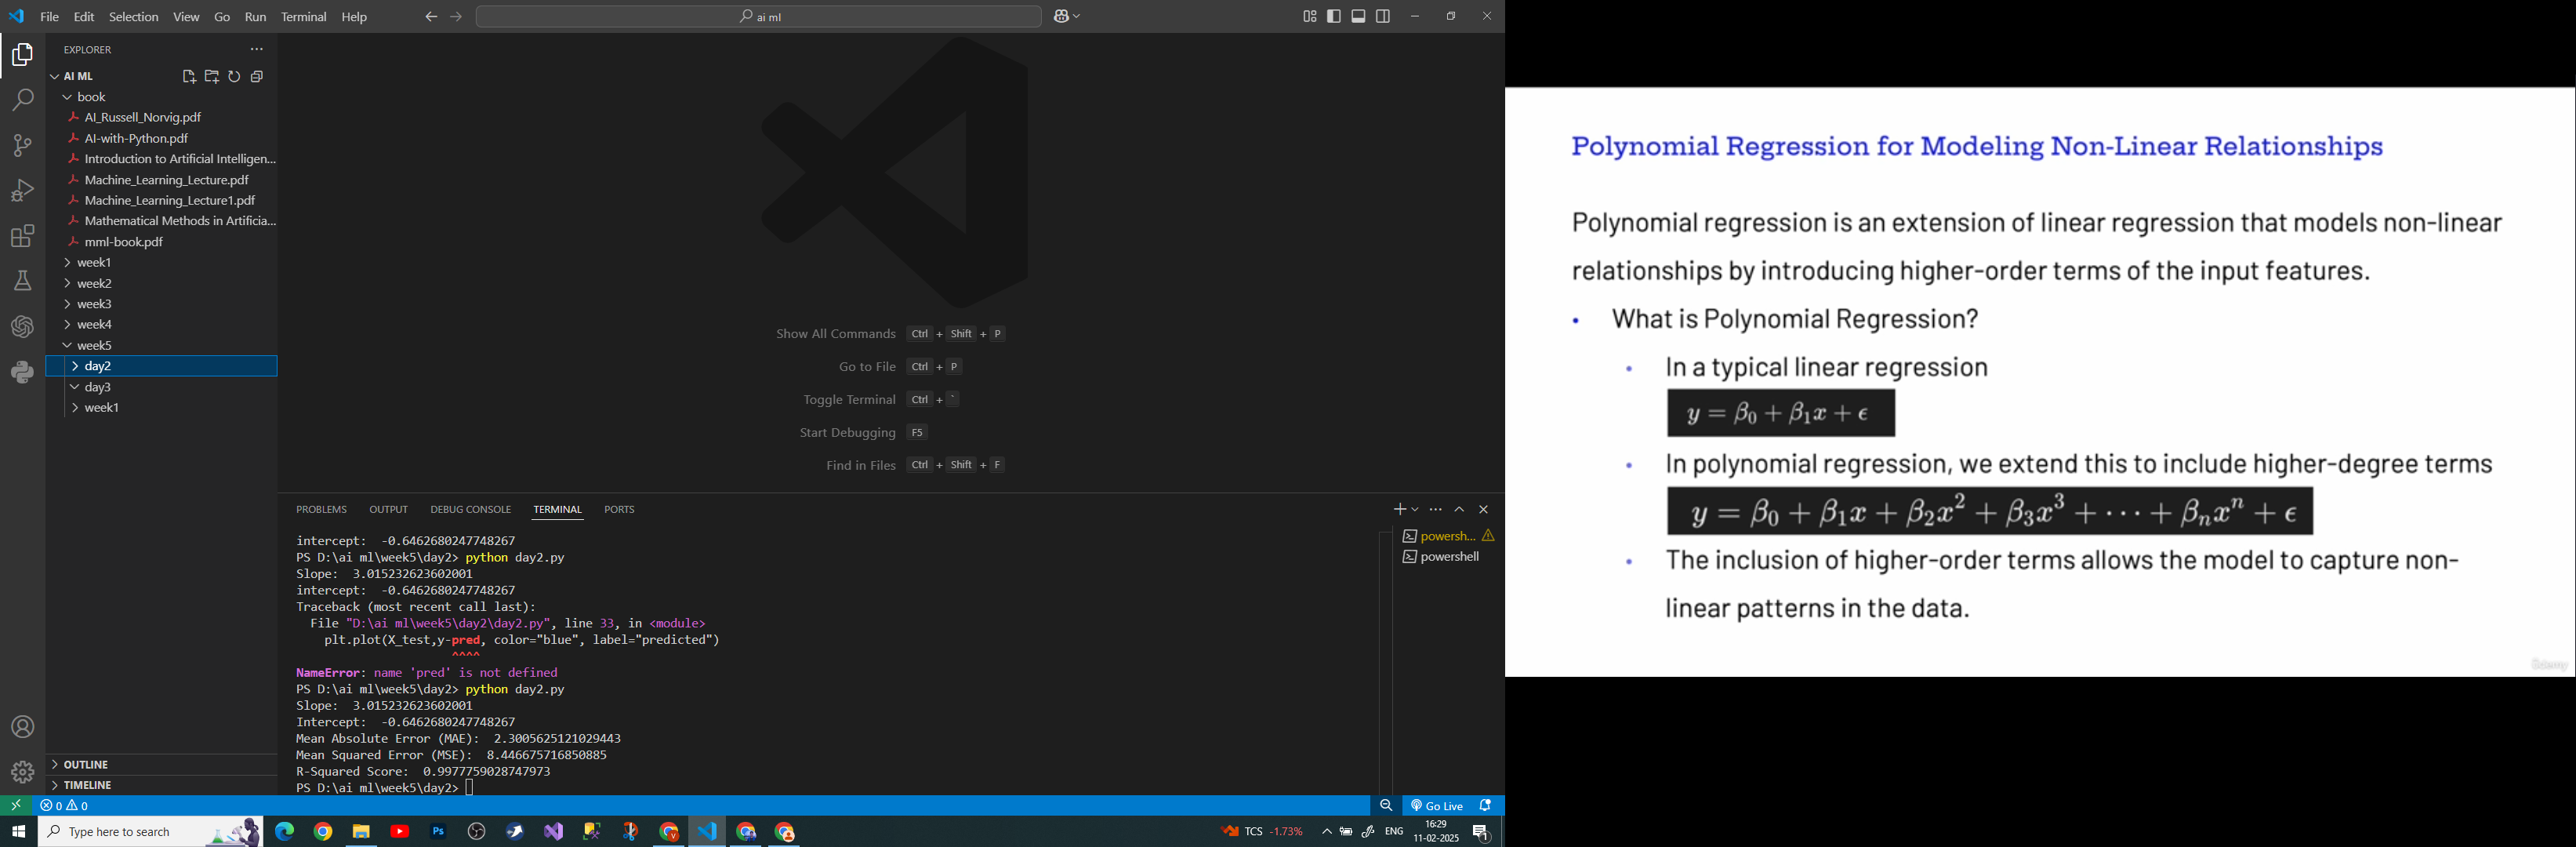 File Edit Selection View Go Run Terminal Help
ai ml
EXPLORER
AI ML
book
AI_Russell_Norvig.pdf
AI-with-Python.pdf
Introduction to Artificial Intelligen...
Machine_Learning_Lecture.pdf
Machine_Learning_Lecture1.pdf
Mathematical Methods in Artificia...
mml-book.pdf
week1
week2
week3
week4
week5
day2
day3
week1
OUTLINE
TIMELINE
Show All Commands Ctrl + Shift + P
Go to File Ctrl + P
Toggle Terminal Ctrl + `
Start Debugging F5
Find in Files Ctrl + Shift + F
PROBLEMS OUTPUT DEBUG CONSOLE TERMINAL PORTS
powersh...
powershell
intercept:  -0.6462680247748267
PS D:\ai ml\week5\day2> python day2.py
Slope:  3.015232623602001
intercept:  -0.6462680247748267
Traceback (most recent call last):
  File "D:\ai ml\week5\day2\day2.py", line 33, in <module>
    plt.plot(X_test,y-pred, color="blue", label="predicted")
^^^^
NameError: name 'pred' is not defined
PS D:\ai ml\week5\day2> python day2.py
Slope:  3.015232623602001
Intercept:  -0.6462680247748267
Mean Absolute Error (MAE):  2.3005625121029443
Mean Squared Error (MSE):  8.446675716850885
R-Squared Score:  0.9977759028747973
PS D:\ai ml\week5\day2>
0 0
Go Live
Type here to search
Ps
TCS -1.73%
ENG
16:29
11-02-2025
1
Polynomial Regression for Modeling Non-Linear Relationships
Polynomial regression is an extension of linear regression that models non-linear
relationships by introducing higher-order terms of the input features.
• What is Polynomial Regression?
• In a typical linear regression
y = β₀ + β₁x + ϵ
• In polynomial regression, we extend this to include higher-degree terms
y = β₀ + β₁x + β₂x² + β₃x³ + ··· + βₙxⁿ + ϵ
• The inclusion of higher-order terms allows the model to capture non-
linear patterns in the data.
Udemy